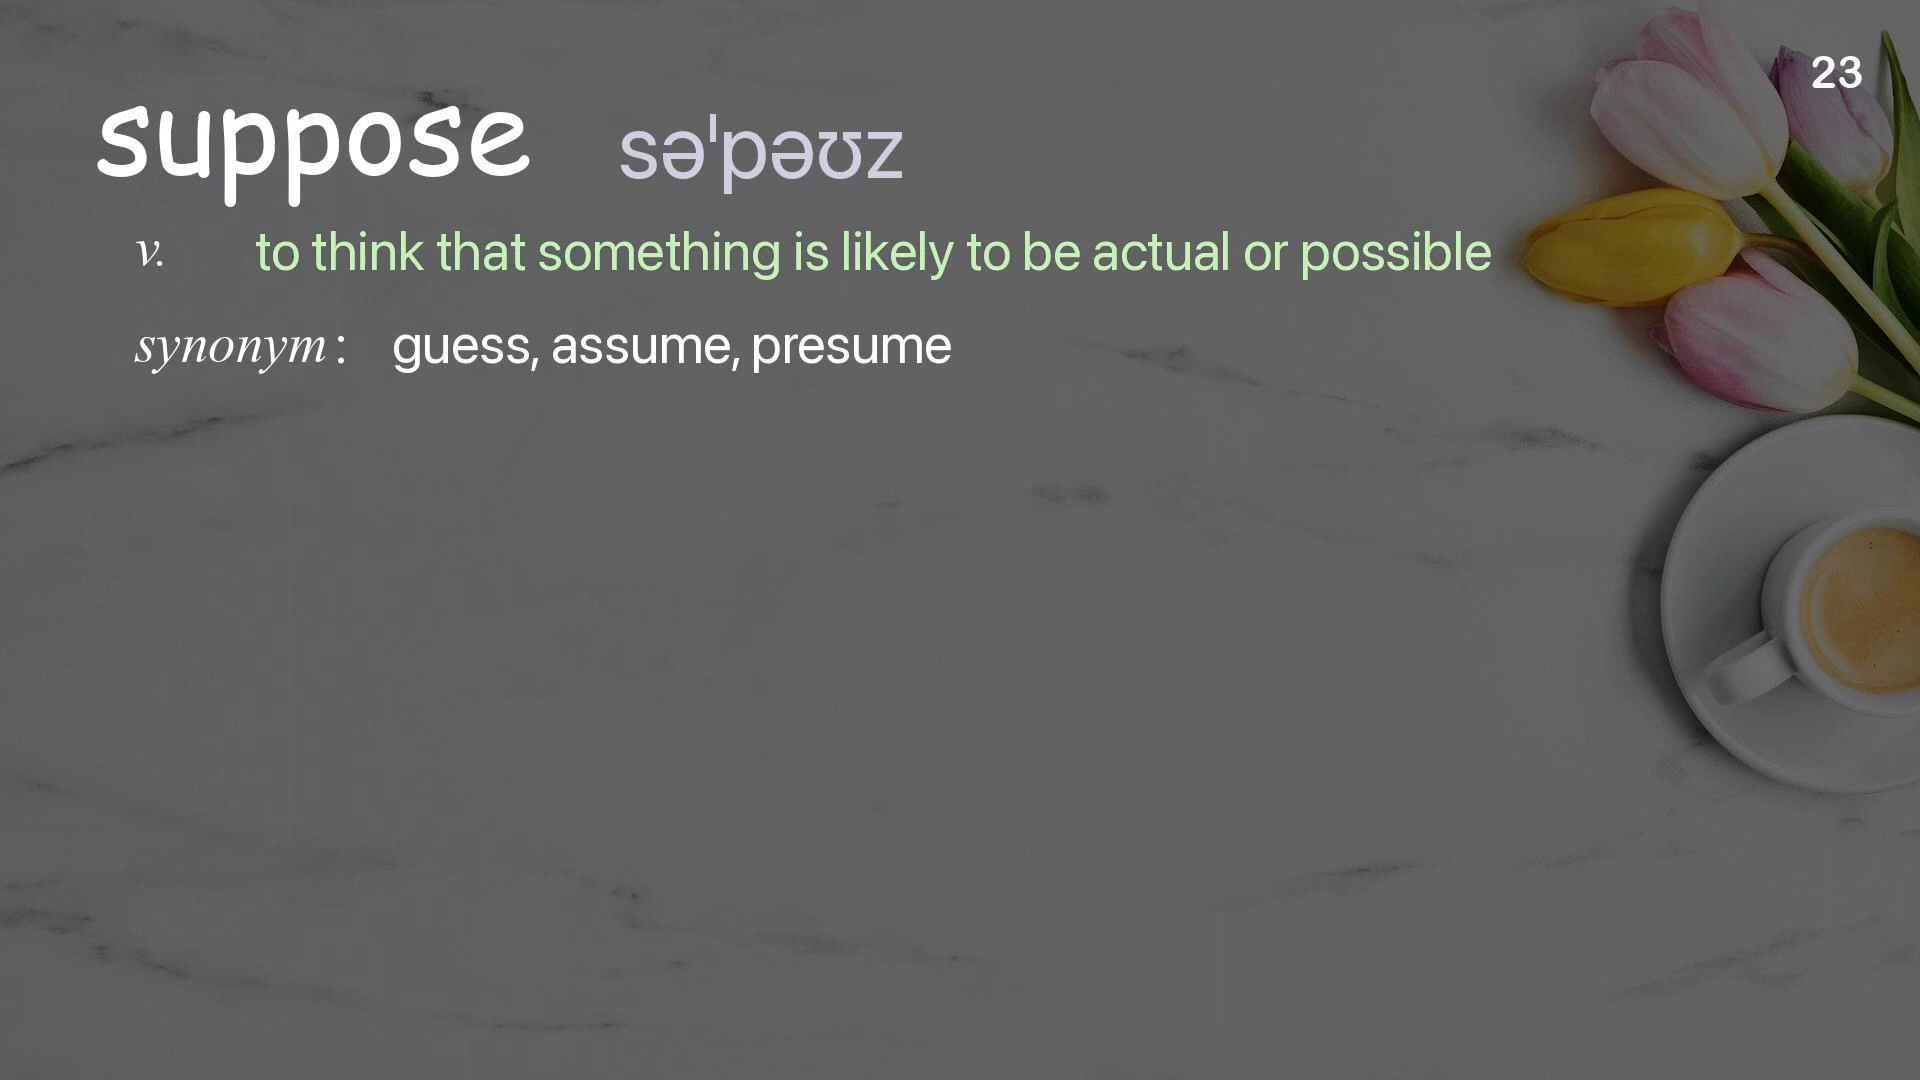 23
suppose səˈpəʊz
v. to think that something is likely to be actual or possible
synonym : guess, assume, presume